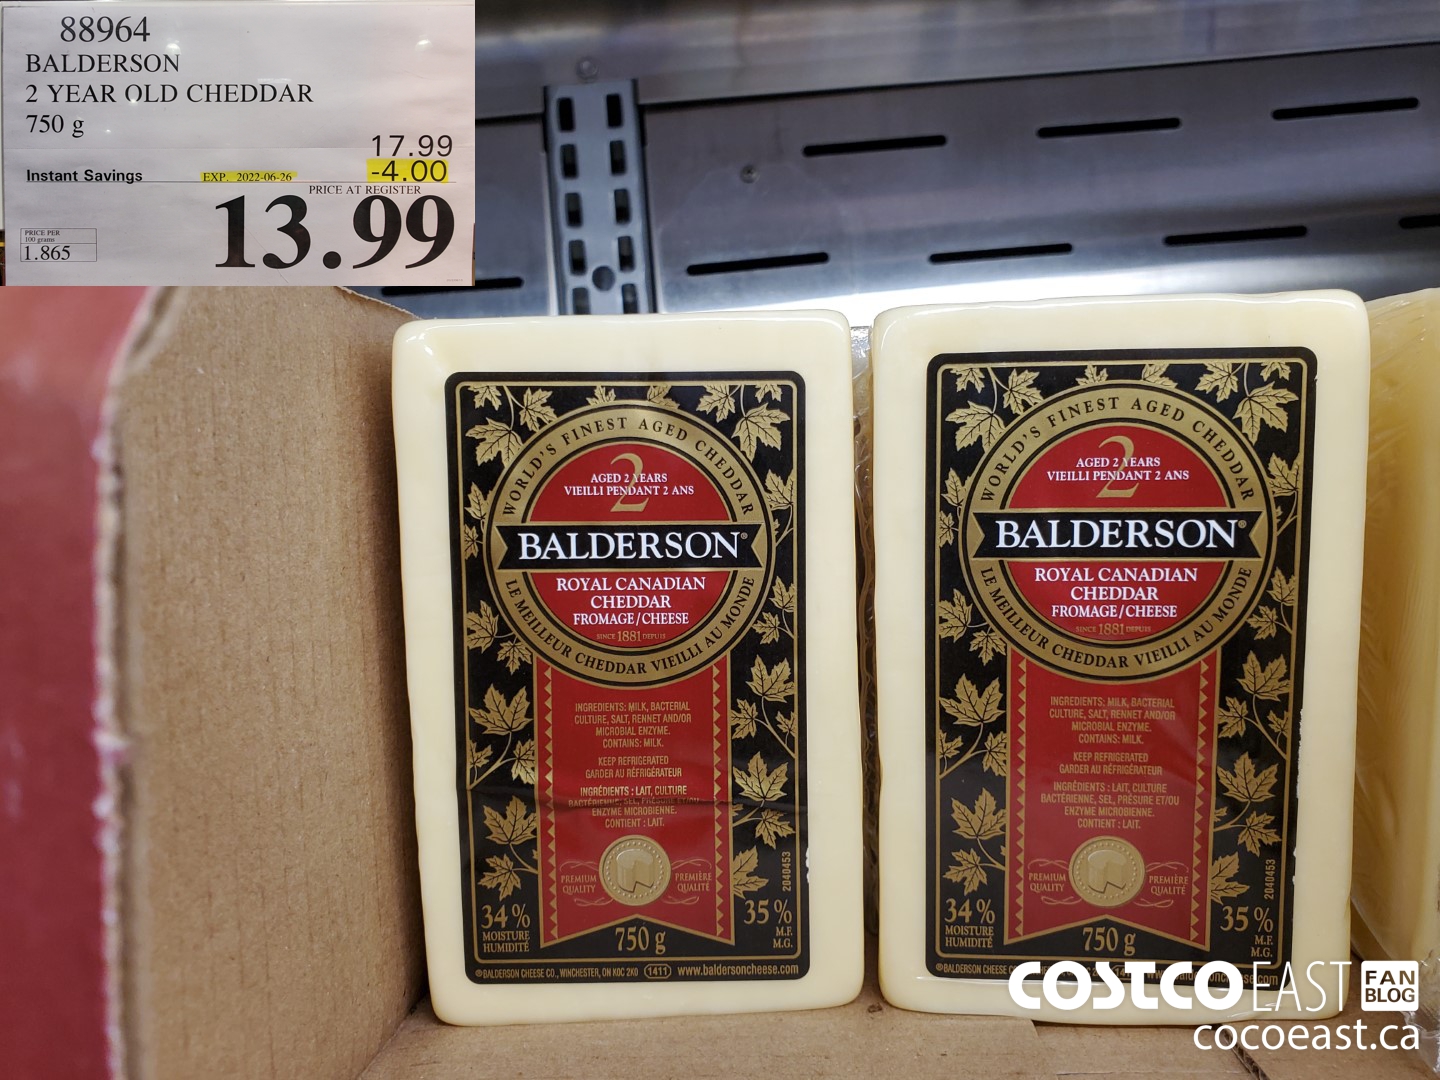 88964
BALDERSON
2 YEAR OLD CHEDDAR
750 g
17.99
Instant Savings EXP. 2022-06-26 -4.00
PRICE AT REGISTER
13.99
PRICE PER
100 grams
1.865
WORLD'S FINEST AGED CHEDDAR
2
AGED 2 YEARS
VIEILLI PENDANT 2 ANS
BALDERSON®
ROYAL CANADIAN
CHEDDAR
FROMAGE/CHEESE
SINCE 1881 DEPUIS
LE MEILLEUR CHEDDAR VIEILLI AU MONDE
INGREDIENTS: MILK, BACTERIAL
CULTURE, SALT, RENNET AND/OR
MICROBIAL ENZYME.
CONTAINS: MILK.
KEEP REFRIGERATED
GARDER AU RÉFRIGÉRATEUR
INGRÉDIENTS : LAIT, CULTURE
BACTÉRIENNE, SEL, PRÉSURE ET/OU
ENZYME MICROBIENNE.
CONTIENT : LAIT.
PREMIUM
QUALITY
PREMIÈRE
QUALITÉ
2040453
34%
MOISTURE
HUMIDITÉ
750 g
35%
M.F.
M.G.
©BALDERSON CHEESE CO., WINCHESTER, ON K0C 2K0 1411 www.baldersoncheese.com
WORLD'S FINEST AGED CHEDDAR
2
AGED 2 YEARS
VIEILLI PENDANT 2 ANS
BALDERSON®
ROYAL CANADIAN
CHEDDAR
FROMAGE/CHEESE
SINCE 1881 DEPUIS
LE MEILLEUR CHEDDAR VIEILLI AU MONDE
INGREDIENTS: MILK, BACTERIAL
CULTURE, SALT, RENNET AND/OR
MICROBIAL ENZYME.
CONTAINS: MILK.
KEEP REFRIGERATED
GARDER AU RÉFRIGÉRATEUR
INGRÉDIENTS : LAIT, CULTURE
BACTÉRIENNE, SEL, PRÉSURE ET/OU
ENZYME MICROBIENNE.
CONTIENT : LAIT.
PREMIUM
QUALITY
PREMIÈRE
QUALITÉ
2040453
34%
MOISTURE
HUMIDITÉ
750 g
35%
M.F.
M.G.
©BALDERSON CHEESE
COSTCO EAST FAN BLOG
cocoeast.ca